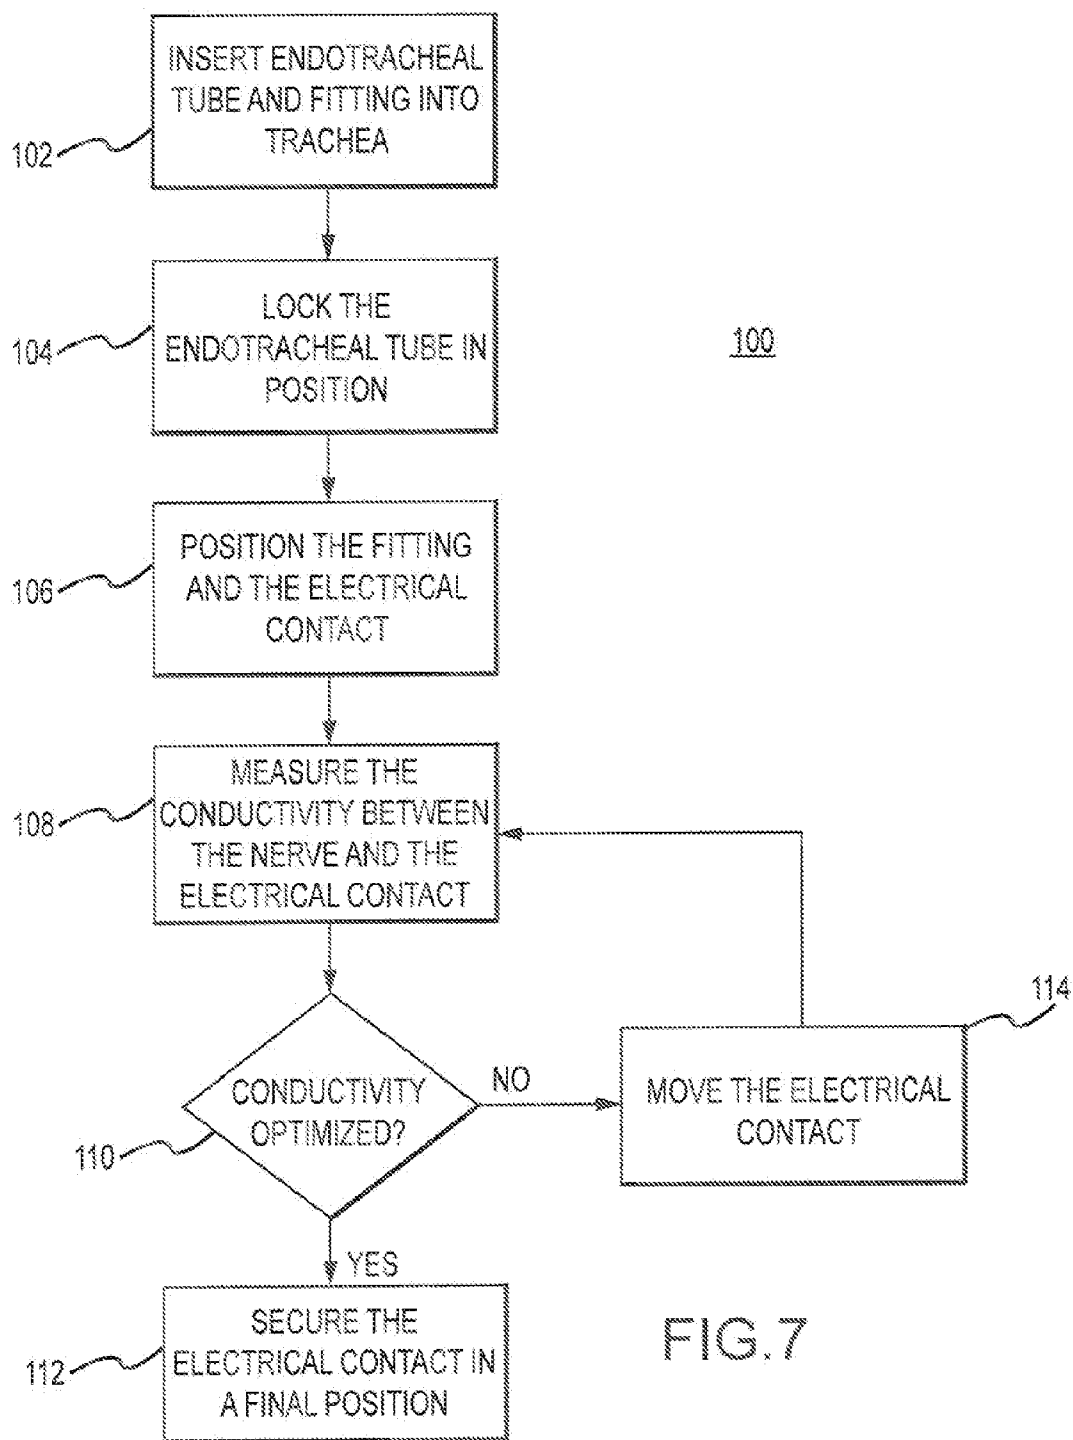 INSERT ENDOTRACHEAL
TUBE AND FITTING INTO
TRACHEA
102
LOCK THE
ENDOTRACHEAL TUBE IN
POSITION
104
100
POSITION THE FITTING
AND THE ELECTRICAL
CONTACT
106
MEASURE THE
CONDUCTIVITY BETWEEN
THE NERVE AND THE
ELECTRICAL CONTACT
108
CONDUCTIVITY
OPTIMIZED?
110
NO
MOVE THE ELECTRICAL
CONTACT
114
YES
SECURE THE
ELECTRICAL CONTACT IN
A FINAL POSITION
112
FIG.7